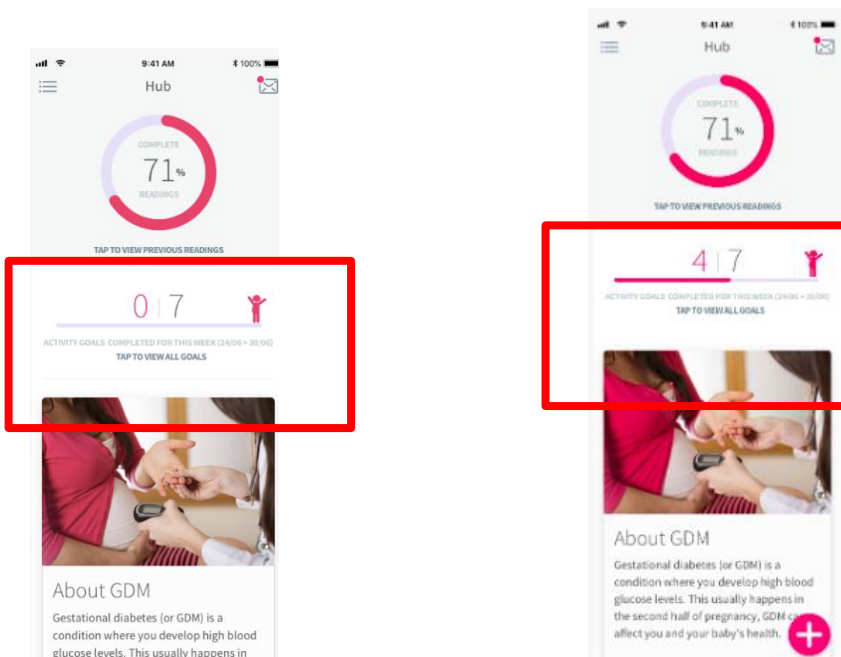 9:41 AM
100%
Hub
COMPLETE
71%
READINGS
TAP TO VIEW PREVIOUS READINGS
0 | 7
ACTIVITY GOALS COMPLETED FOR THIS WEEK (24/06 > 30/06)
TAP TO VIEW ALL GOALS
About GDM
Gestational diabetes (or GDM) is a
condition where you develop high blood
glucose levels. This usually happens in
9:41 AM
100%
Hub
COMPLETE
71%
READINGS
TAP TO VIEW PREVIOUS READINGS
4 | 7
ACTIVITY GOALS COMPLETED FOR THIS WEEK (24/06 > 30/06)
TAP TO VIEW ALL GOALS
About GDM
Gestational diabetes (or GDM) is a
condition where you develop high blood
glucose levels. This usually happens in
the second half of pregnancy, GDM can
affect you and your baby's health.